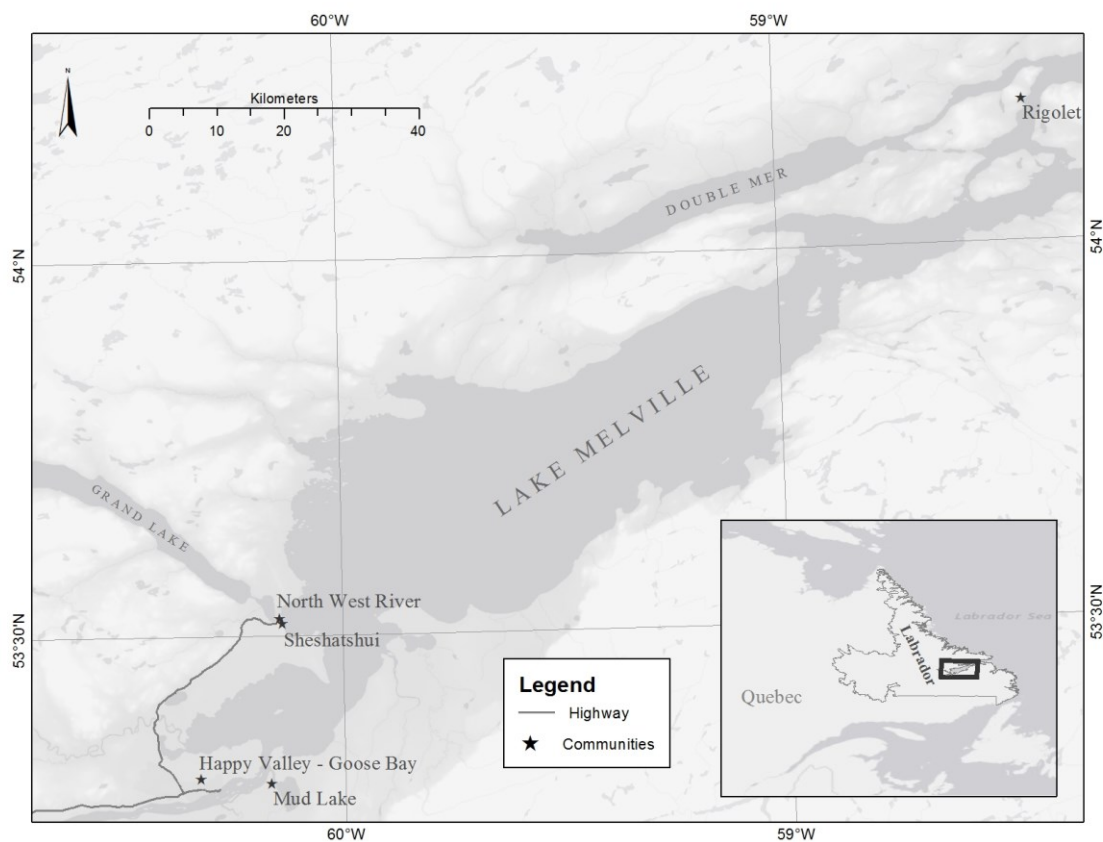 60°W
59°W
N
Kilometers
0 10 20 30 40
Rigolet
DOUBLE MER
54°N
54°N
LAKE MELVILLE
GRAND LAKE
North West River
Sheshatshui
53°30'N
53°30'N
Labrador Sea
Labrador
Quebec
Legend
Highway
Communities
Happy Valley - Goose Bay
Mud Lake
60°W
59°W